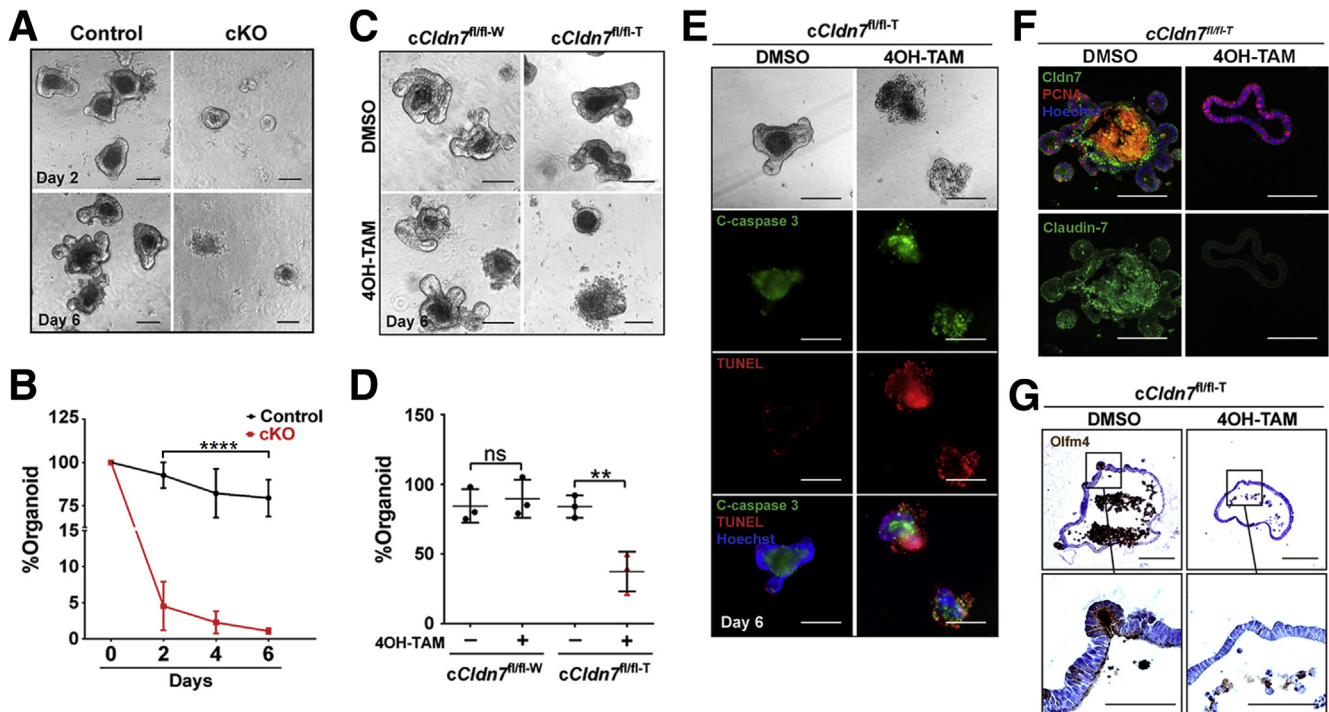 A
Control
cKO
Day 2
Day 6
B
125
100
75
15
10
5
0
%Organoid
Control
cKO
****
0 2 4 6
Days
C
cCldn7fl/fl-W
cCldn7fl/fl-T
DMSO
4OH-TAM
Day 6
D
150
100
50
0
%Organoid
ns
**
4OH-TAM
− + − +
cCldn7fl/fl-W
cCldn7fl/fl-T
E
cCldn7fl/fl-T
DMSO
4OH-TAM
C-caspase 3
TUNEL
C-caspase 3
TUNEL
Hoechst
Day 6
F
cCldn7fl/fl-T
DMSO
4OH-TAM
Cldn7
PCNA
Hoechst
Claudin-7
G
cCldn7fl/fl-T
DMSO
4OH-TAM
Olfm4